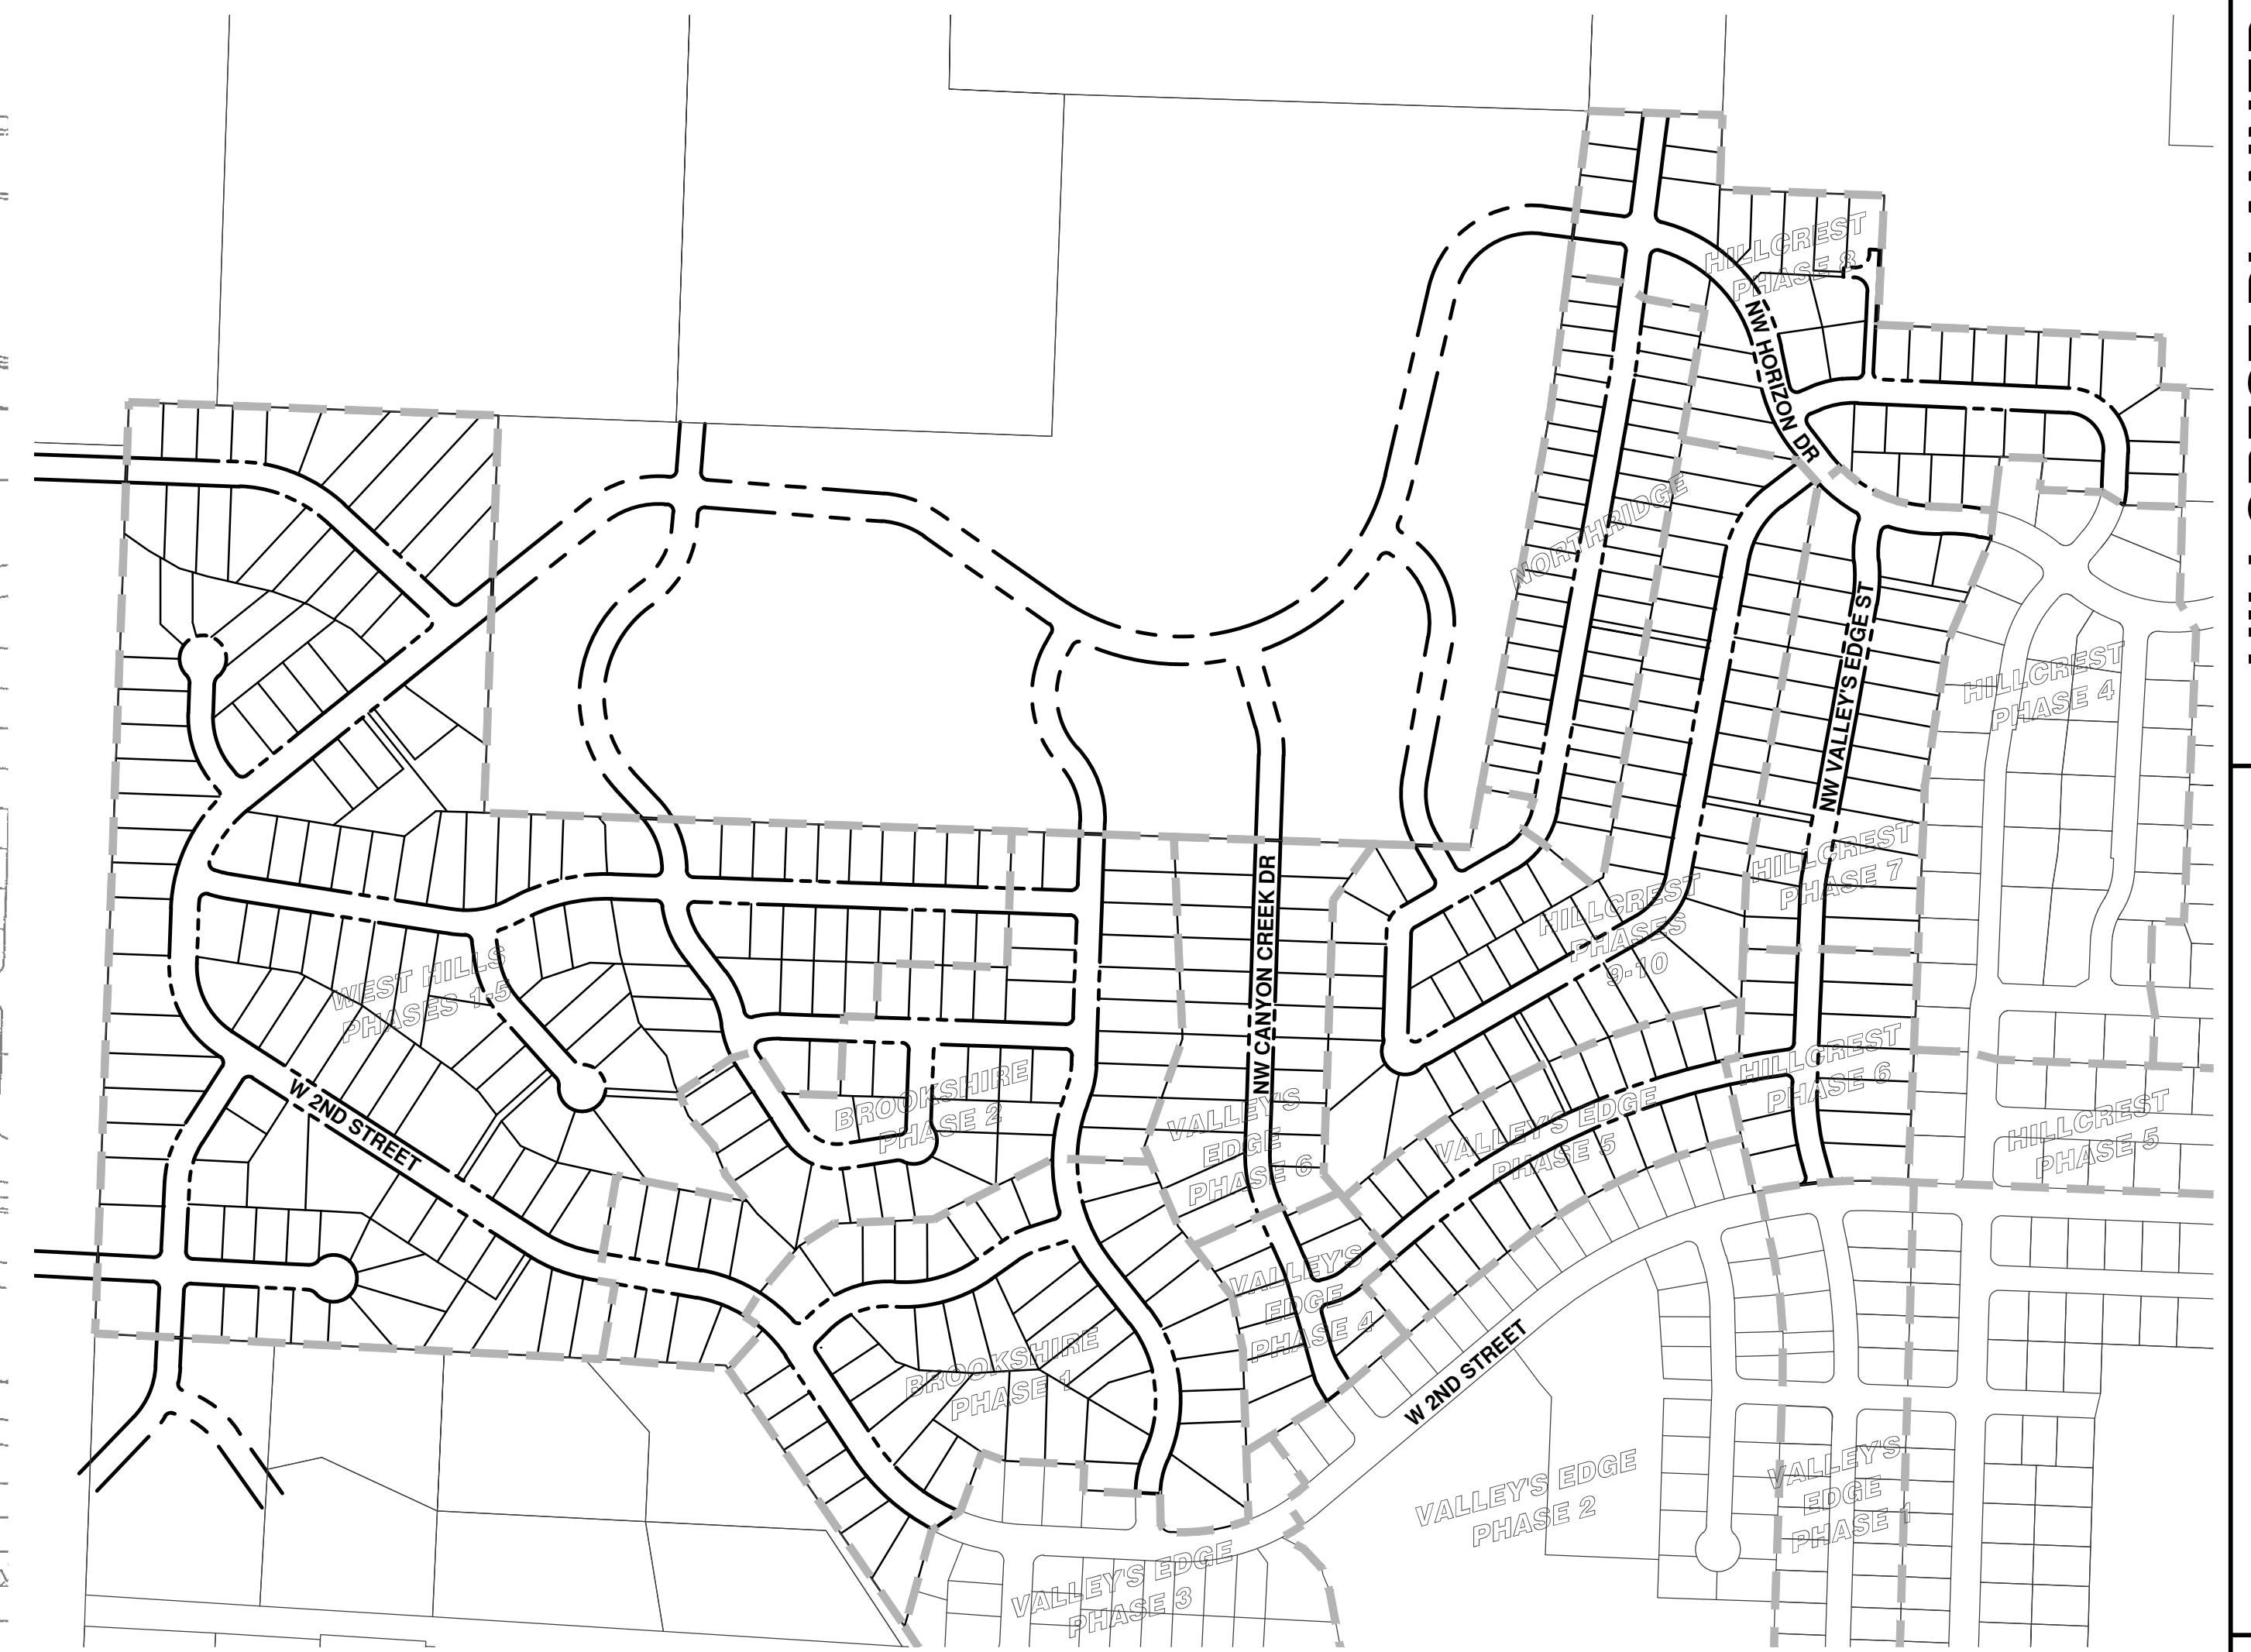 HILLCREST
PHASE 8
NW HORIZON DR
NORTHRIDGE
NW VALLEY'S EDGE ST
HILLCREST
PHASE 4
HILLCREST
PHASE 7
NW CANYON CREEK DR
HILLCREST
PHASES
9-10
WEST HILLS
PHASES 1-5
HILLCREST
PHASE 6
BROOKSHIRE
PHASE 2
VALLEY'S
EDGE
PHASE 6
VALLEY'S EDGE
PHASE 5
HILLCREST
PHASE 5
W 2ND STREET
VALLEY'S
EDGE
PHASE 4
BROOKSHIRE
PHASE 1
W 2ND STREET
VALLEY'S EDGE
PHASE 2
VALLEY'S
EDGE
PHASE 1
VALLEY'S EDGE
PHASE 3